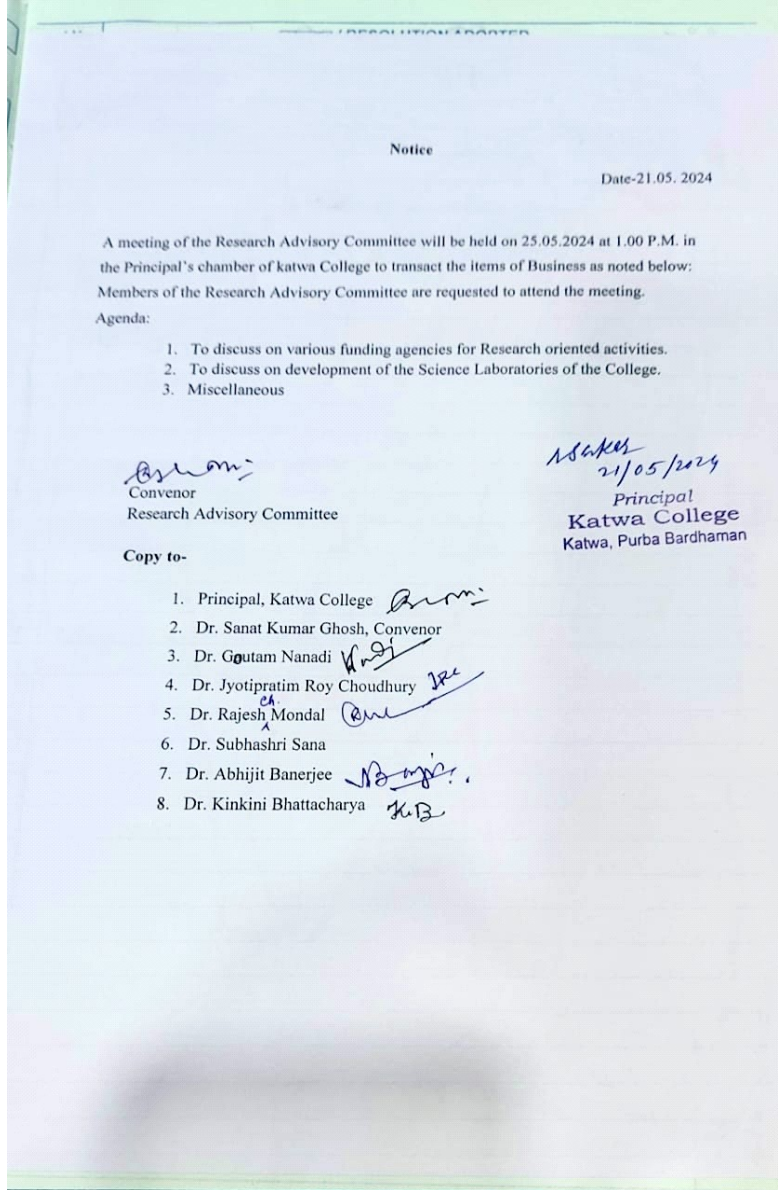 RESOLUTION ADOPTED
Notice
Date-21.05. 2024
A meeting of the Research Advisory Committee will be held on 25.05.2024 at 1.00 P.M. in
the Principal's chamber of katwa College to transact the items of Business as noted below:
Members of the Research Advisory Committee are requested to attend the meeting.
Agenda:
1. To discuss on various funding agencies for Research oriented activities.
2. To discuss on development of the Science Laboratories of the College.
3. Miscellaneous
21/05/2024
Convenor
Research Advisory Committee
Principal
Katwa College
Katwa, Purba Bardhaman
Copy to-
1. Principal, Katwa College
2. Dr. Sanat Kumar Ghosh, Convenor
3. Dr. Goutam Nanadi
4. Dr. Jyotipratim Roy Choudhury JRC
5. Dr. Rajesh Ch. Mondal
6. Dr. Subhashri Sana
7. Dr. Abhijit Banerjee
8. Dr. Kinkini Bhattacharya K.B